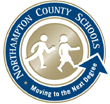 NORTHAMPTON COUNTY SCHOOLS
• Moving to the Next Degree